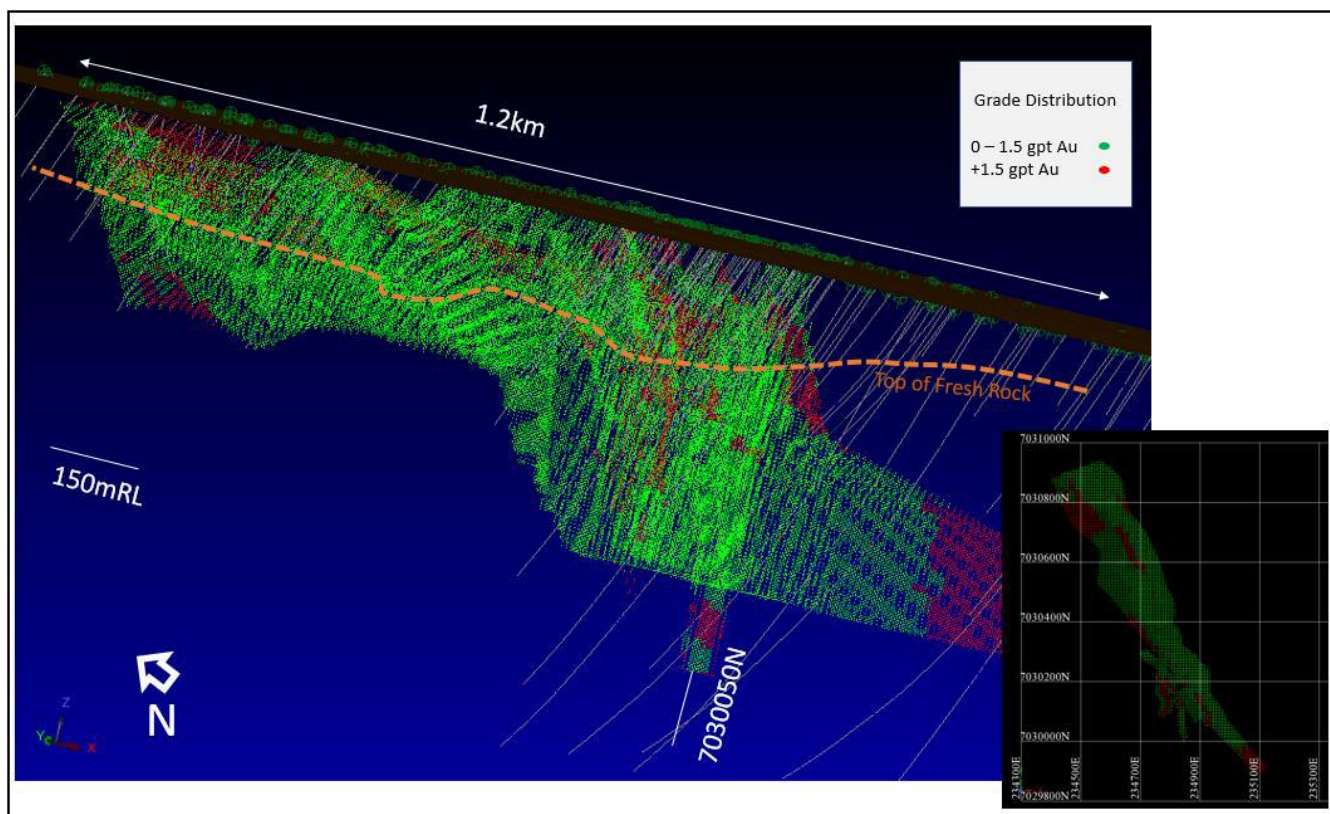 1.2km
Grade Distribution
0 – 1.5 gpt Au
+1.5 gpt Au
Top of Fresh Rock
150mRL
N
7030050N
Z
Y
X
7031000N
7030800N
7030600N
7030400N
7030200N
7030000N
7029800N
234300E
234500E
234700E
234900E
235100E
235300E